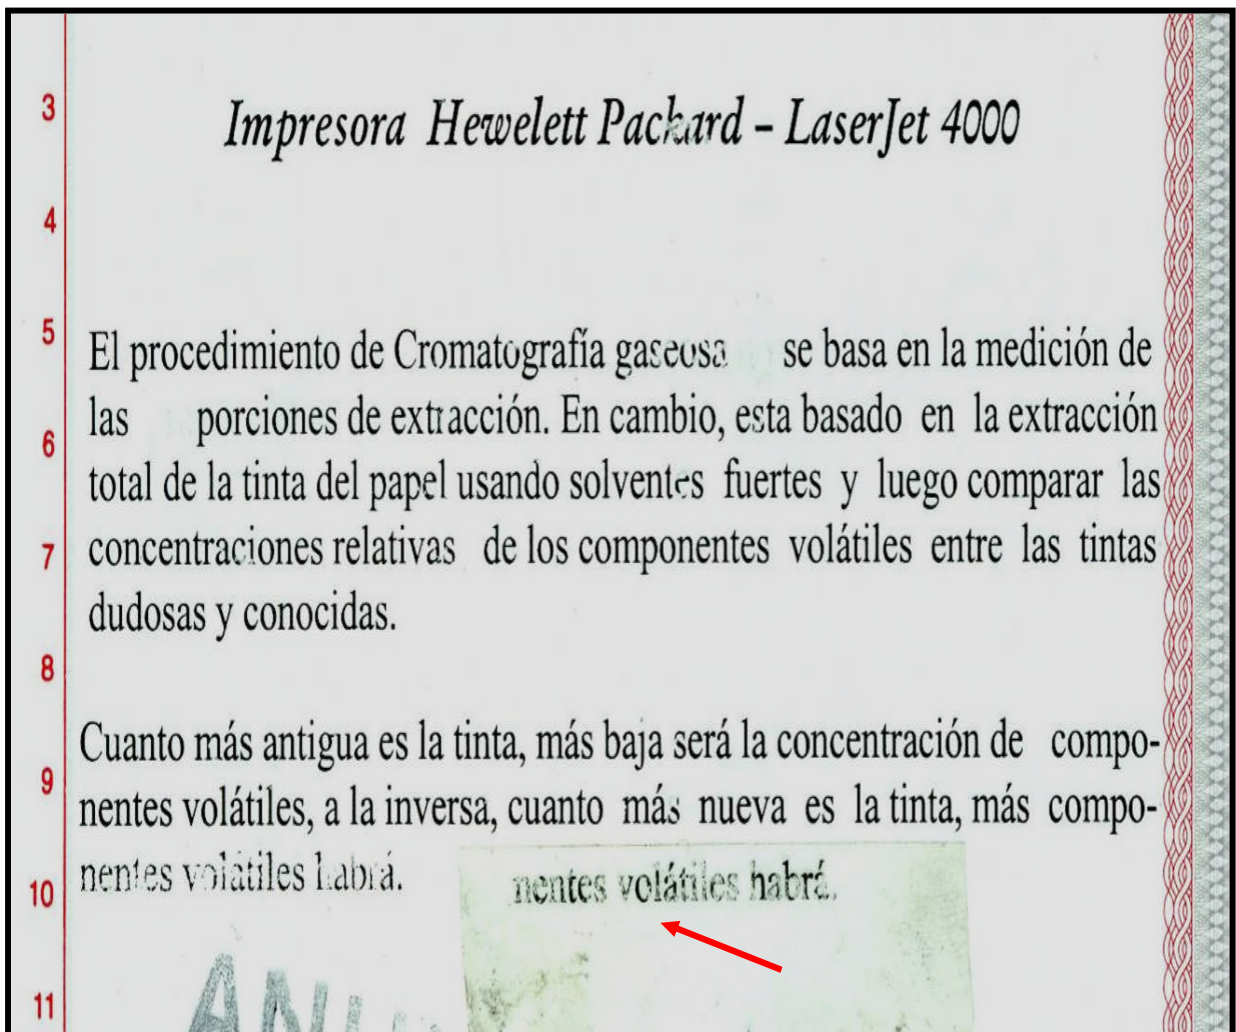 3
Impresora Hewelett Packard – LaserJet 4000
4
5
El procedimiento de Cromatografía gaseosa se basa en la medición de
las porciones de extracción. En cambio, esta basado en la extracción
6
total de la tinta del papel usando solventes fuertes y luego comparar las
concentraciones relativas de los componentes volátiles entre las tintas
7
dudosas y conocidas.
8
Cuanto más antigua es la tinta, más baja será la concentración de compo-
9
nentes volátiles, a la inversa, cuanto más nueva es la tinta, más compo-
nentes volátiles habrá. nentes volátiles habrá.
10
11